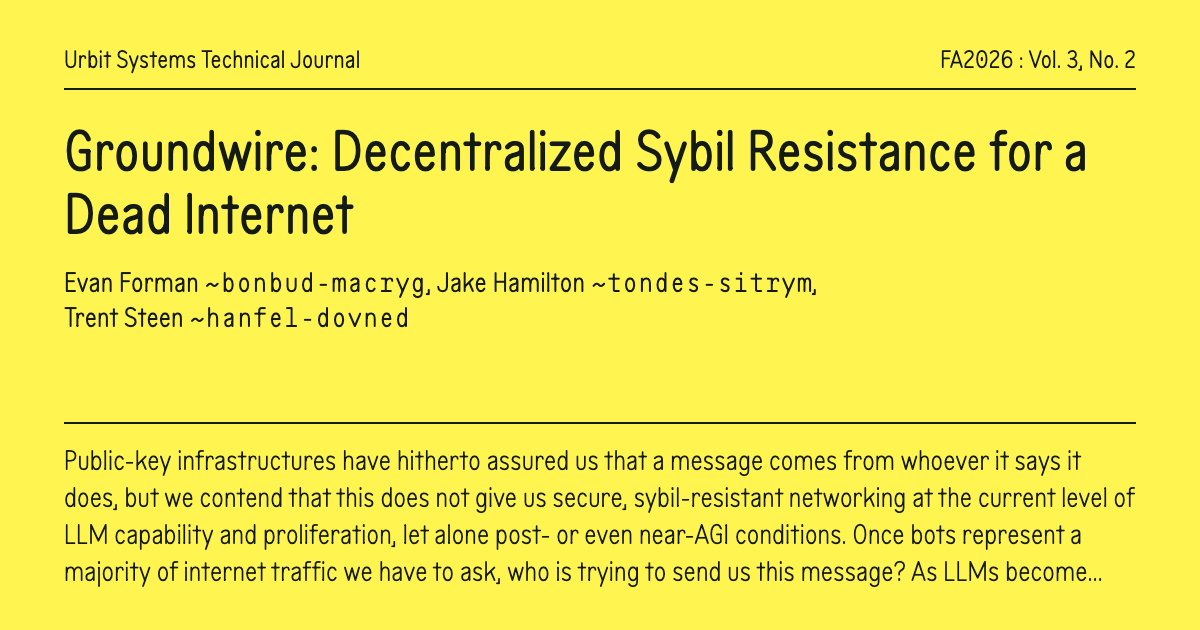 Urbit Systems Technical Journal FA2026 : Vol. 3, No. 2
Groundwire: Decentralized Sybil Resistance for a
Dead Internet
Evan Forman ~bonbud-macryg, Jake Hamilton ~tondes-sitrym,
Trent Steen ~hanfel-dovned
Public-key infrastructures have hitherto assured us that a message comes from whoever it says it
does, but we contend that this does not give us secure, sybil-resistant networking at the current level of
LLM capability and proliferation, let alone post- or even near-AGI conditions. Once bots represent a
majority of internet traffic we have to ask, who is trying to send us this message? As LLMs become...